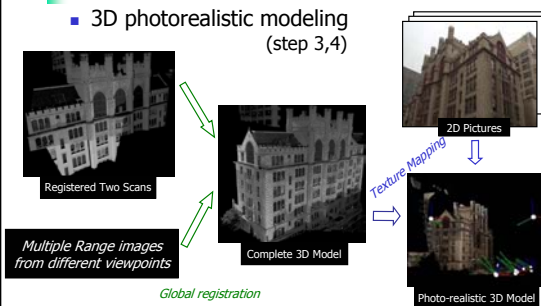 3D photorealistic modeling
(step 3,4)
2D Pictures
Registered Two Scans
Texture Mapping
Multiple Range images
from different viewpoints
Complete 3D Model
Photo-realistic 3D Model
Global registration